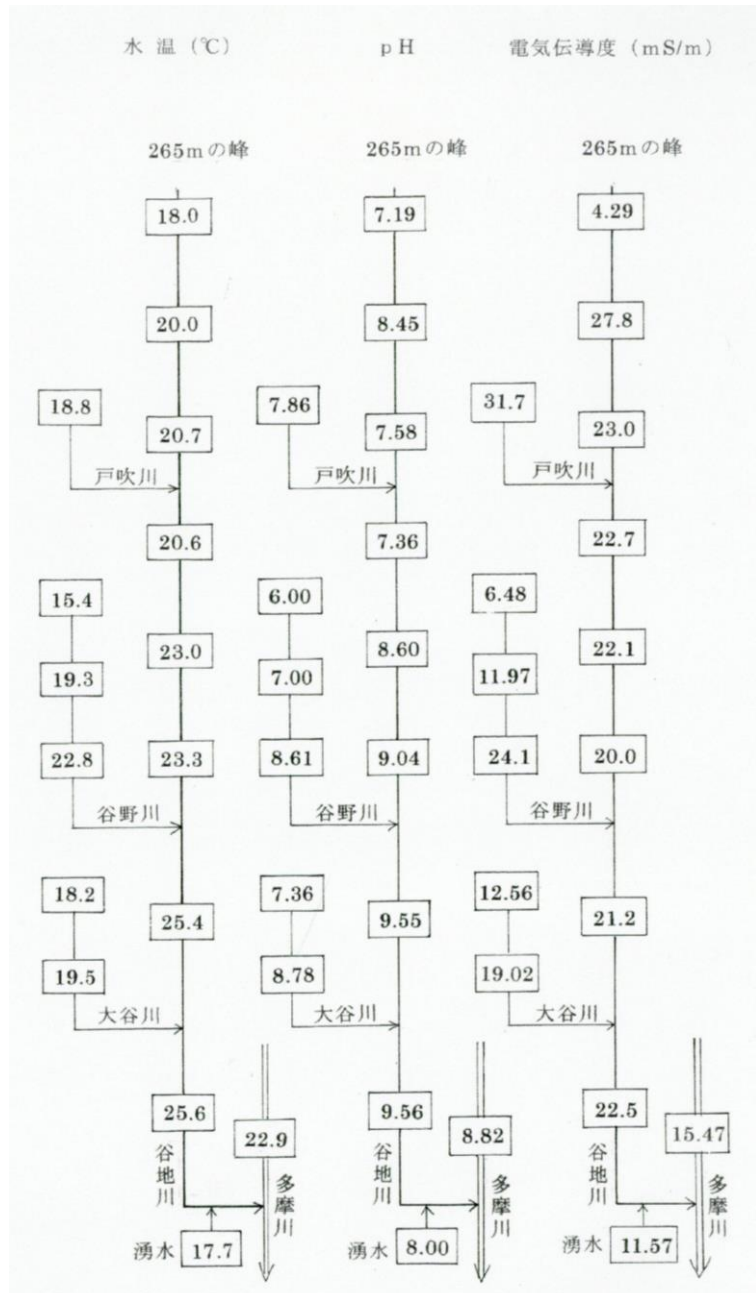 水 温 (℃) pH 電気伝導度 (mS/m)
265mの峰 265mの峰 265mの峰
18.0 7.19 4.29
20.0 8.45 27.8
18.8 20.7 7.86 7.58 31.7 23.0
戸吹川 戸吹川 戸吹川
20.6 7.36 22.7
15.4 6.00 6.48
23.0 8.60 22.1
19.3 7.00 11.97
22.8 23.3 8.61 9.04 24.1 20.0
谷野川 谷野川 谷野川
18.2 7.36 12.56
25.4 9.55 21.2
19.5 8.78 19.02
大谷川 大谷川 大谷川
25.6 9.56 22.5
22.9 8.82 15.47
谷地川 多摩川 谷地川 多摩川 谷地川 多摩川
湧水 17.7 湧水 8.00 湧水 11.57